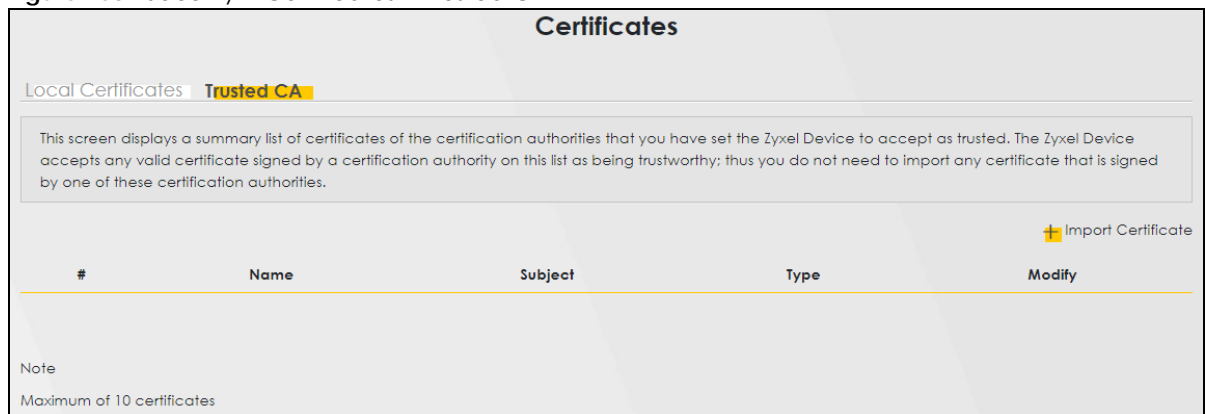 Certificates
Local Certificates Trusted CA
This screen displays a summary list of certificates of the certification authorities that you have set the Zyxel Device to accept as trusted. The Zyxel Device
accepts any valid certificate signed by a certification authority on this list as being trustworthy; thus you do not need to import any certificate that is signed
by one of these certification authorities.
+ Import Certificate
# Name Subject Type Modify
Note
Maximum of 10 certificates